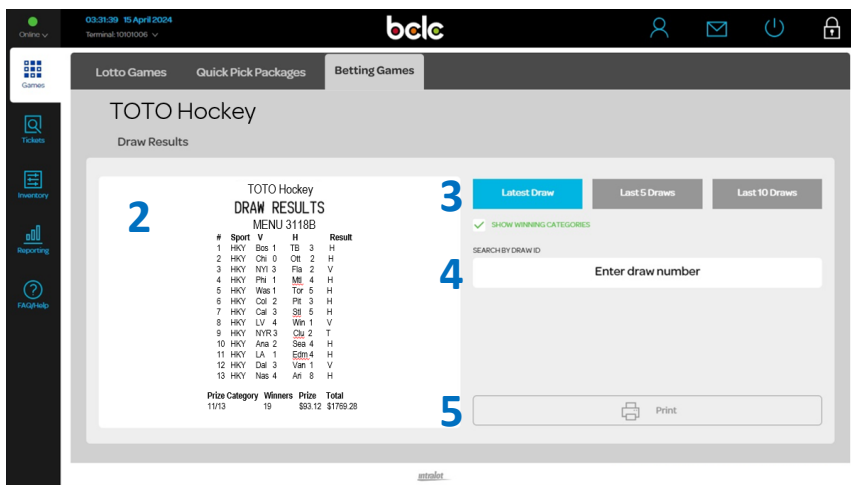 Online
03:31:39 15 April 2024
Terminal: 10101006
bclc
Games
Tickets
Inventory
Reporting
FAQ/Help
Lotto Games Quick Pick Packages Betting Games
TOTO Hockey
Draw Results
2
TOTO Hockey
DRAW RESULTS
MENU 3118B
# Sport V H Result
1 HKY Bos 1 TB 3 H
2 HKY Chi 0 Ott 2 H
3 HKY NYI 3 Fla 2 V
4 HKY Phi 1 Mtl 4 H
5 HKY Was 1 Tor 5 H
6 HKY Col 2 Pit 3 H
7 HKY Cal 3 Stl 5 H
8 HKY LV 4 Win 1 V
9 HKY NYR 3 Clu 2 T
10 HKY Ana 2 Sea 4 H
11 HKY LA 1 Edm 4 H
12 HKY Dal 3 Van 1 V
13 HKY Nas 4 Ari 8 H
Prize Category Winners Prize Total
11/13 19 $93.12 $1769.28
3
Latest Draw Last 5 Draws Last 10 Draws
SHOW WINNING CATEGORIES
SEARCH BY DRAW ID
4
Enter draw number
5
Print
intralot